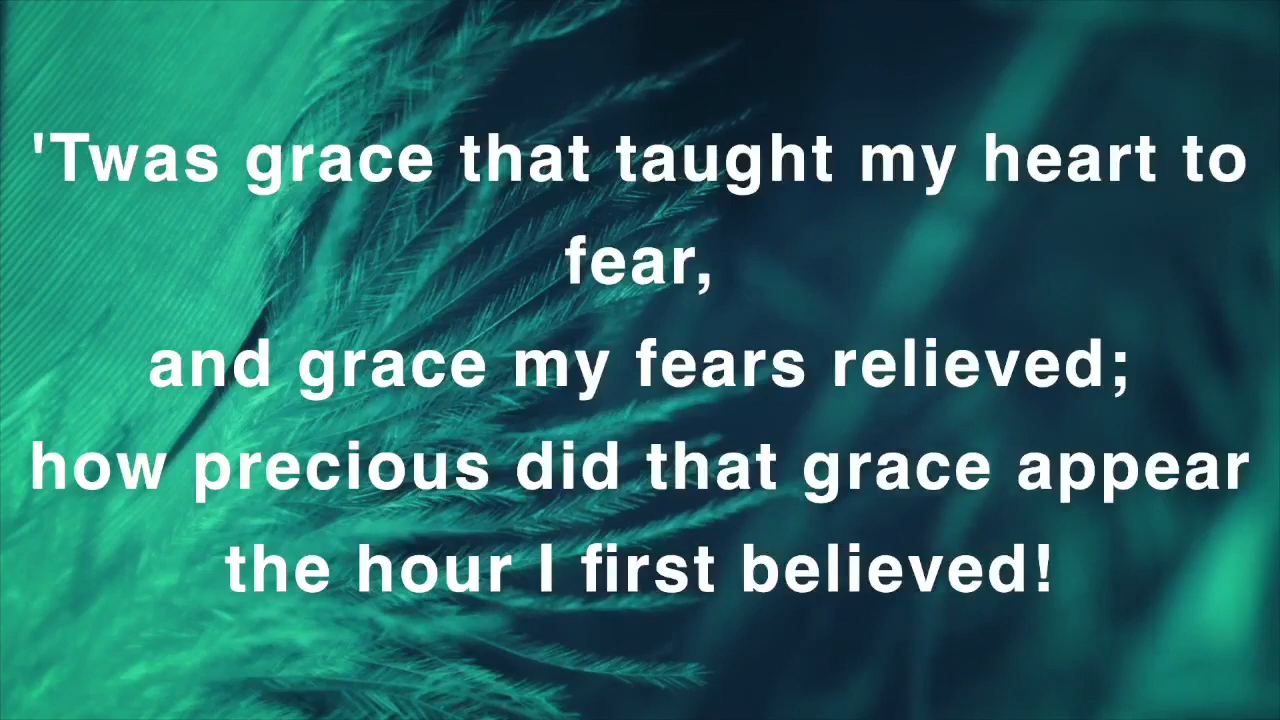 'Twas grace that taught my heart to
fear,
and grace my fears relieved;
how precious did that grace appear
the hour I first believed!